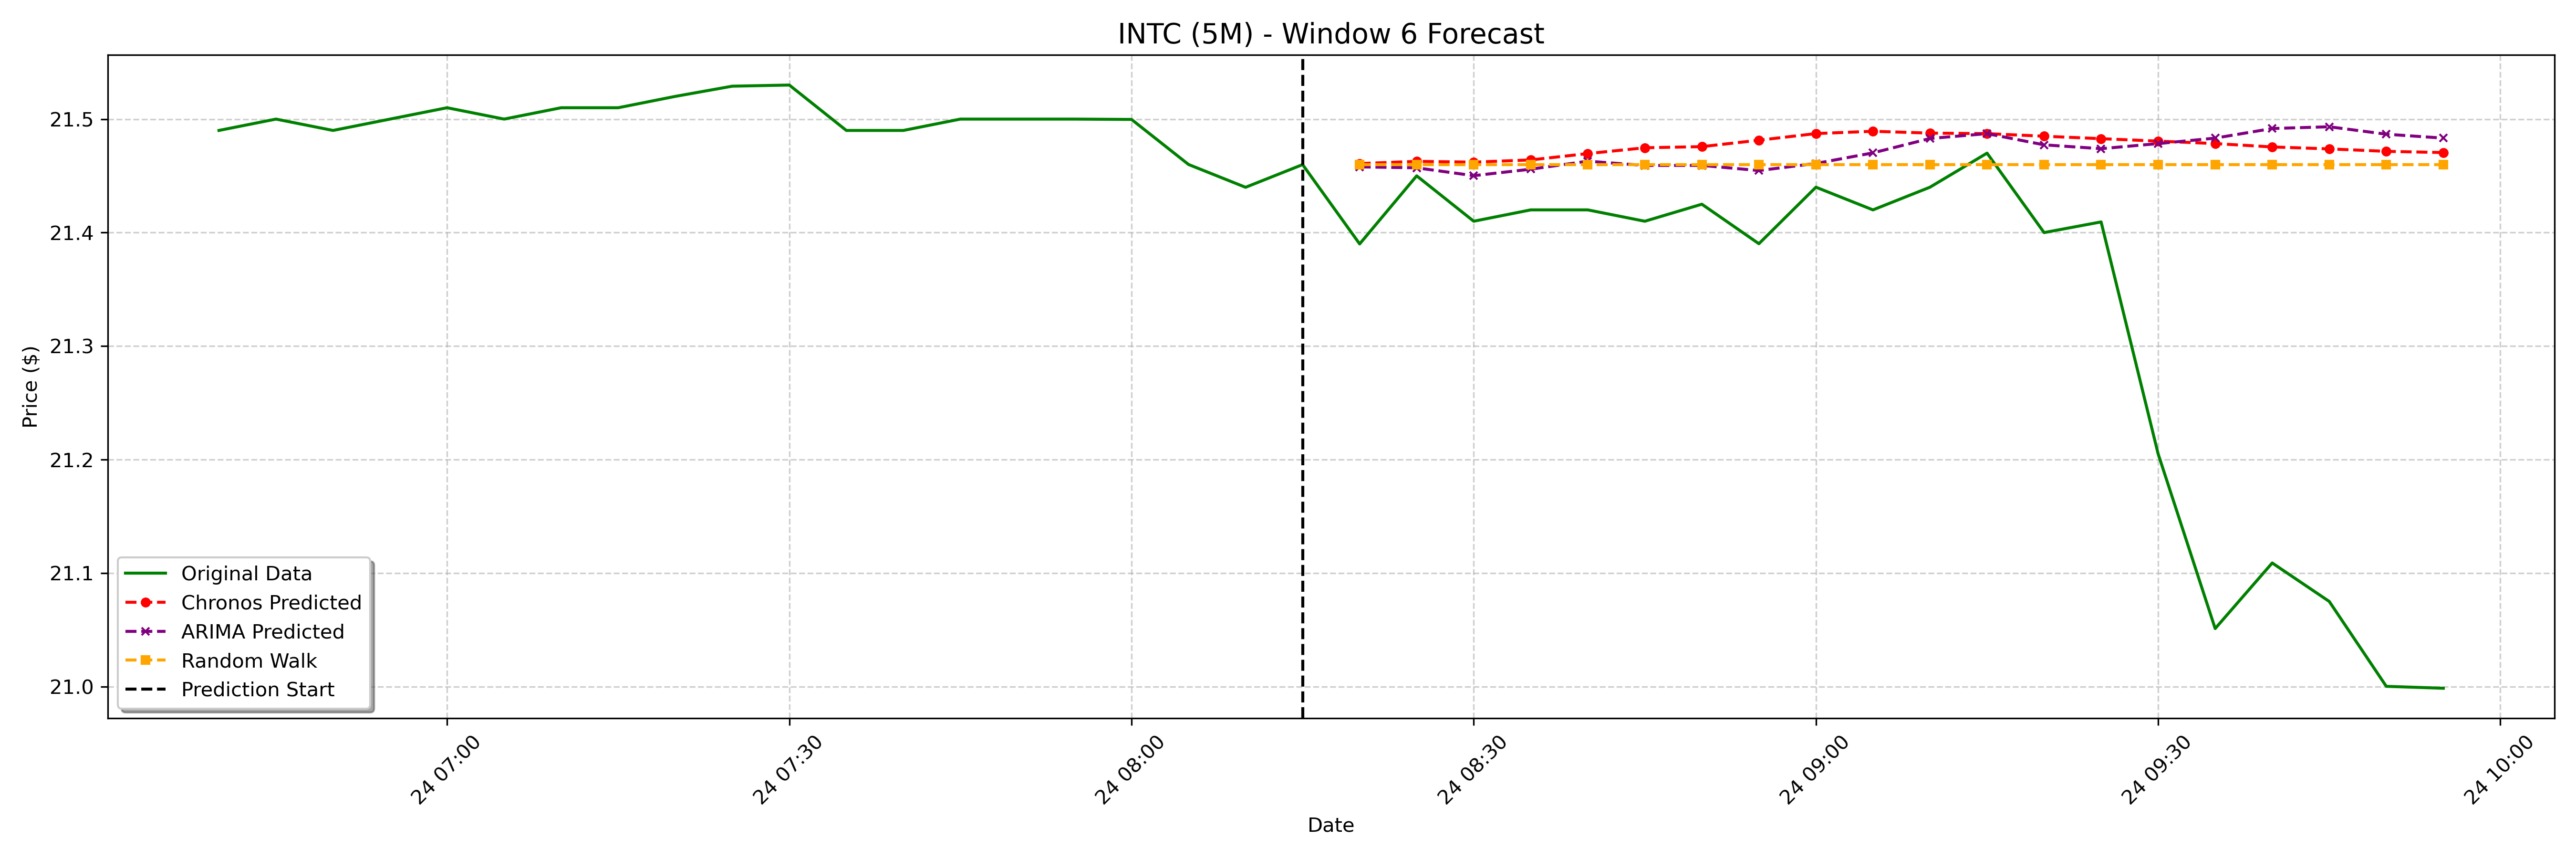 INTC (5M) - Window 6 Forecast
Price ($)
21.5
21.4
21.3
21.2
21.1
21.0
Original Data
Chronos Predicted
ARIMA Predicted
Random Walk
Prediction Start
24 07:00
24 07:30
24 08:00
24 08:30
24 09:00
24 09:30
24 10:00
Date